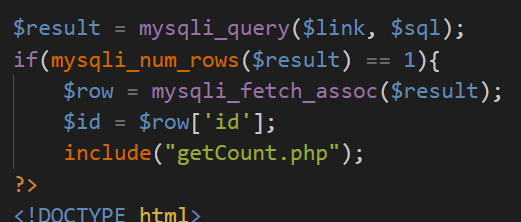 $result = mysqli_query($link, $sql);
if(mysqli_num_rows($result) == 1){
    $row = mysqli_fetch_assoc($result);
    $id = $row['id'];
    include("getCount.php");
?>
<!DOCTYPE html>